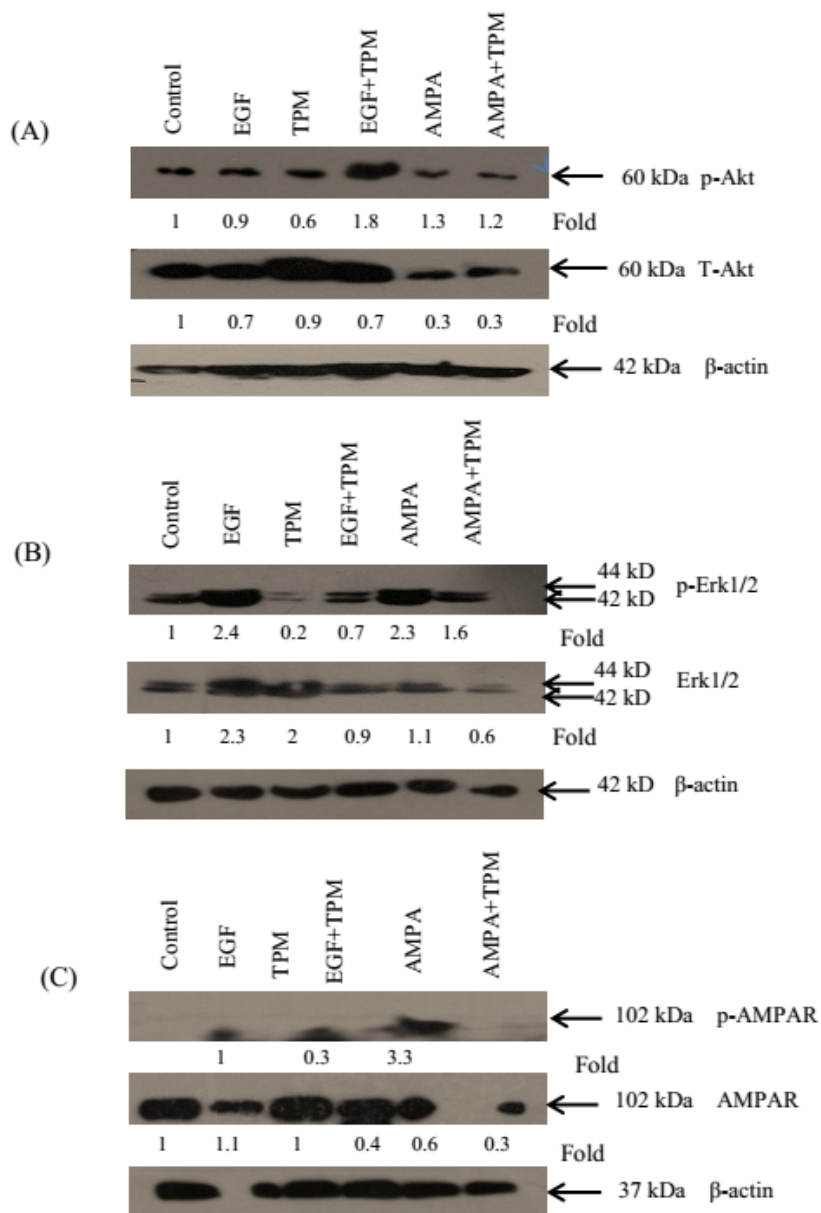 Control EGF TPM EGF+TPM AMPA AMPA+TPM
(A)
60 kDa p-Akt
1 0.9 0.6 1.8 1.3 1.2 Fold
60 kDa T-Akt
1 0.7 0.9 0.7 0.3 0.3 Fold
42 kDa β-actin
Control EGF TPM EGF+TPM AMPA AMPA+TPM
(B)
44 kD
42 kD p-Erk1/2
1 2.4 0.2 0.7 2.3 1.6 Fold
44 kD
42 kD Erk1/2
1 2.3 2 0.9 1.1 0.6 Fold
42 kD β-actin
Control EGF TPM EGF+TPM AMPA AMPA+TPM
(C)
102 kDa p-AMPAR
1 0.3 3.3 Fold
102 kDa AMPAR
1 1.1 1 0.4 0.6 0.3 Fold
37 kDa β-actin